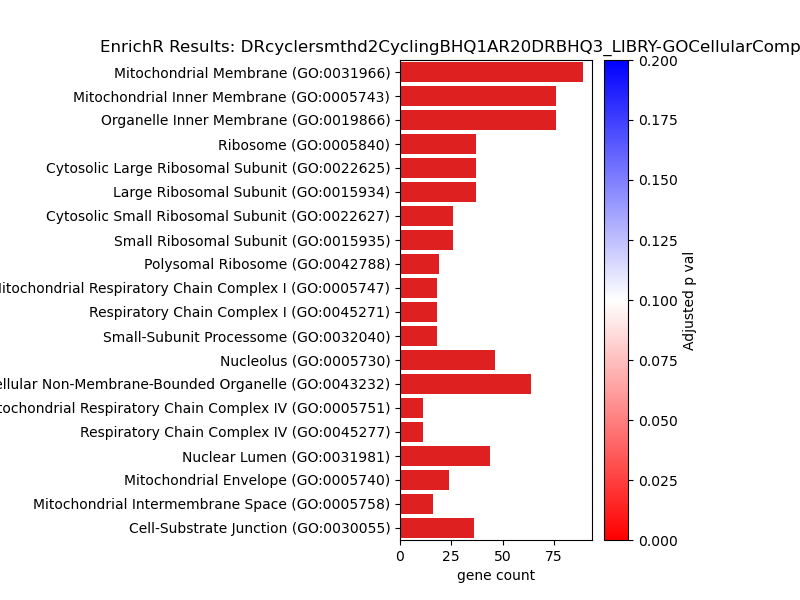 EnrichR Results: DRcyclersmthd2CyclingBHQ1AR20DRBHQ3_LIBRY-GOCellularComp
Mitochondrial Membrane (GO:0031966)
Mitochondrial Inner Membrane (GO:0005743)
Organelle Inner Membrane (GO:0019866)
Ribosome (GO:0005840)
Cytosolic Large Ribosomal Subunit (GO:0022625)
Large Ribosomal Subunit (GO:0015934)
Cytosolic Small Ribosomal Subunit (GO:0022627)
Small Ribosomal Subunit (GO:0015935)
Polysomal Ribosome (GO:0042788)
itochondrial Respiratory Chain Complex I (GO:0005747)
Respiratory Chain Complex I (GO:0045271)
Small-Subunit Processome (GO:0032040)
Nucleolus (GO:0005730)
ellular Non-Membrane-Bounded Organelle (GO:0043232)
tochondrial Respiratory Chain Complex IV (GO:0005751)
Respiratory Chain Complex IV (GO:0045277)
Nuclear Lumen (GO:0031981)
Mitochondrial Envelope (GO:0005740)
Mitochondrial Intermembrane Space (GO:0005758)
Cell-Substrate Junction (GO:0030055)
0 25 50 75
gene count
0.200
0.175
0.150
0.125
0.100
0.075
0.050
0.025
0.000
Adjusted p val